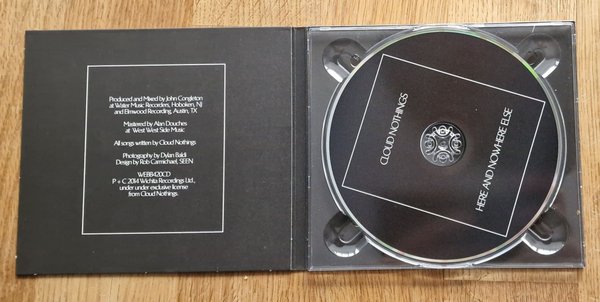 Produced and Mixed by John Congleton
at Water Music Recorders, Hoboken, NJ
and Elmwood Recording, Austin, TX
Mastered by Alan Douches
at West West Side Music
All songs written by Cloud Nothings
Photography by Dylan Baldi
Design by Rob Carmichael, SEEN
WEBB420CD
P + C 2014 Wichita Recordings Ltd.,
under under exclusive license
from Cloud Nothings.
CLOUD NOTHINGS
HERE AND NOWHERE ELSE